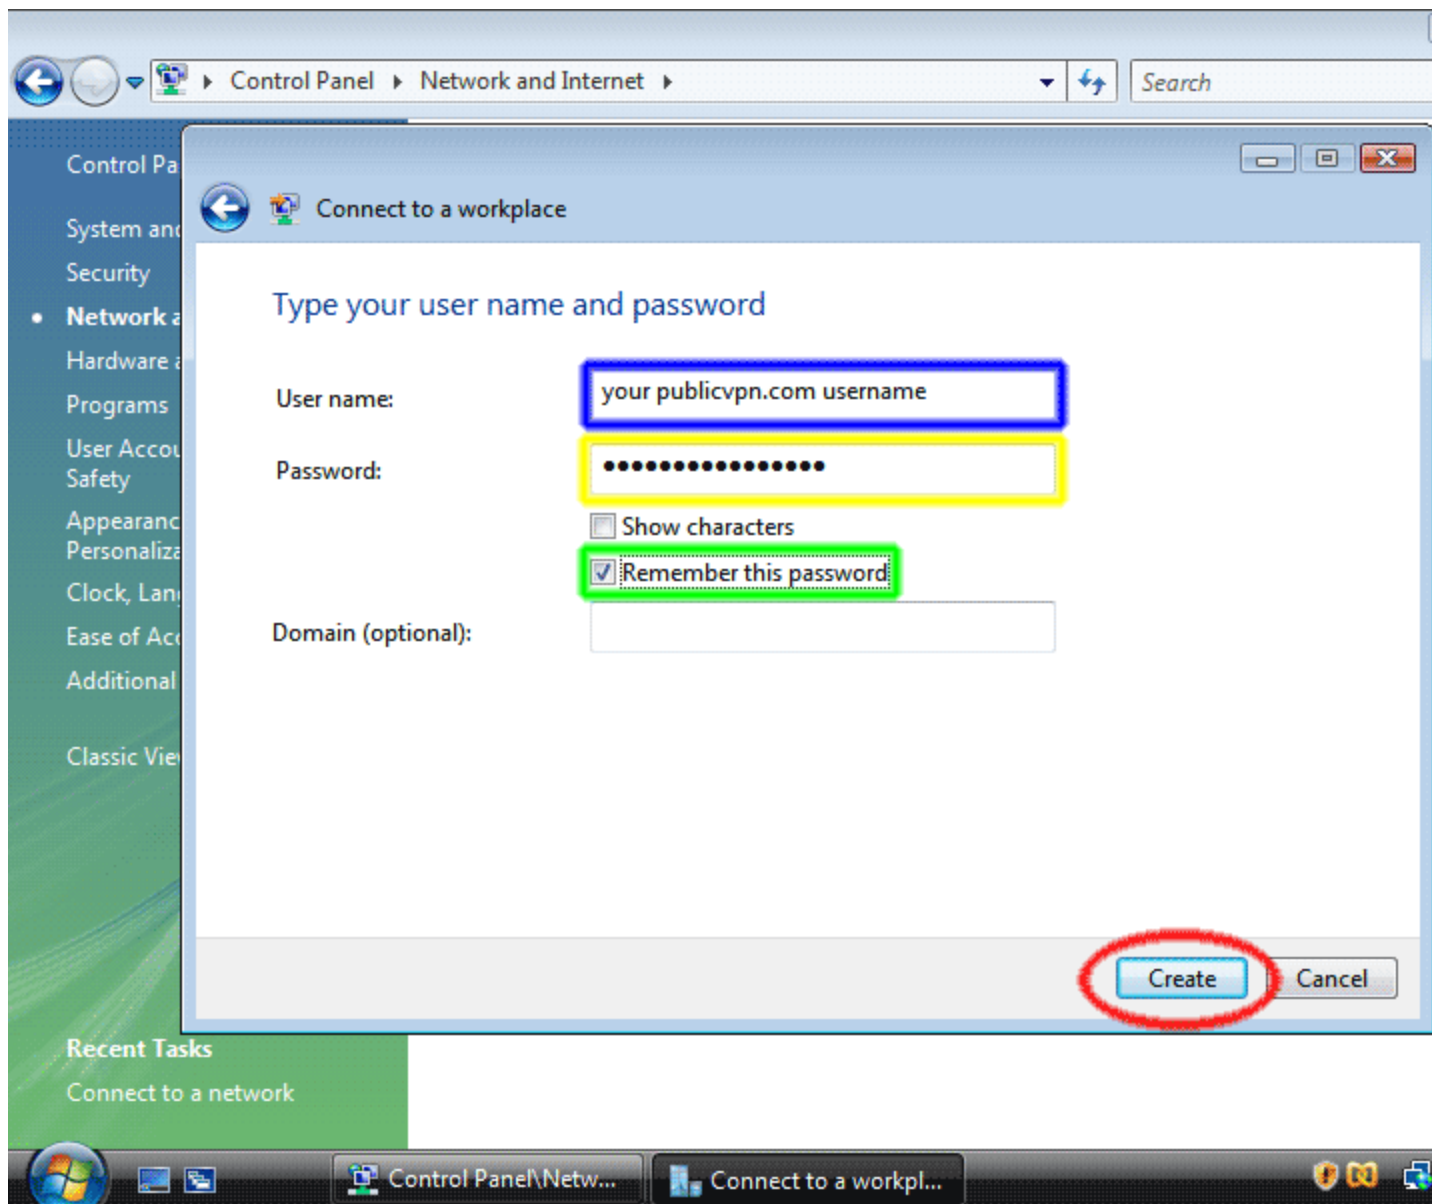 Control Panel Network and Internet Search
Control Pa
System and
Security
Network a
Hardware a
Programs
User Accou
Safety
Appearanc
Personaliza
Clock, Lang
Ease of Acc
Additional
Classic View
Recent Tasks
Connect to a network
Connect to a workplace
Type your user name and password
User name: your publicvpn.com username
Password: ••••••••••••••••
Show characters
Remember this password
Domain (optional):
Create Cancel
Control Panel\Netw... Connect to a workpl...